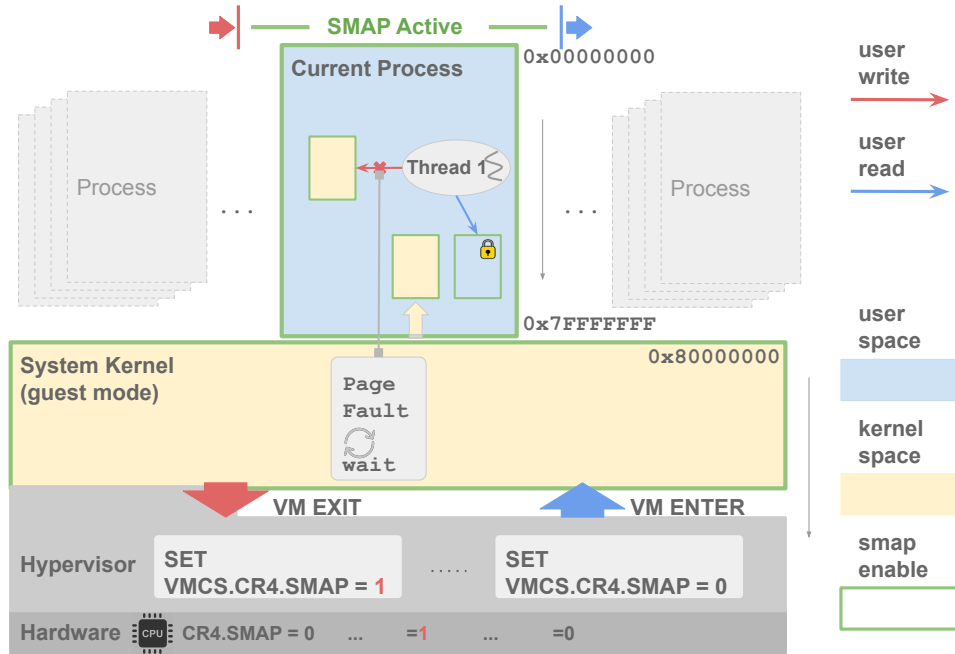 SMAP Active
Current Process
0x00000000
user
write
user
read
Process
. . .
Thread 1
. . .
Process
0x7FFFFFFF
System Kernel
(guest mode)
0x80000000
Page
Fault
wait
user
space
kernel
space
smap
enable
VM EXIT
VM ENTER
Hypervisor
SET
VMCS.CR4.SMAP = 1
. . . . .
SET
VMCS.CR4.SMAP = 0
Hardware CPU CR4.SMAP = 0 ... =1 ... =0